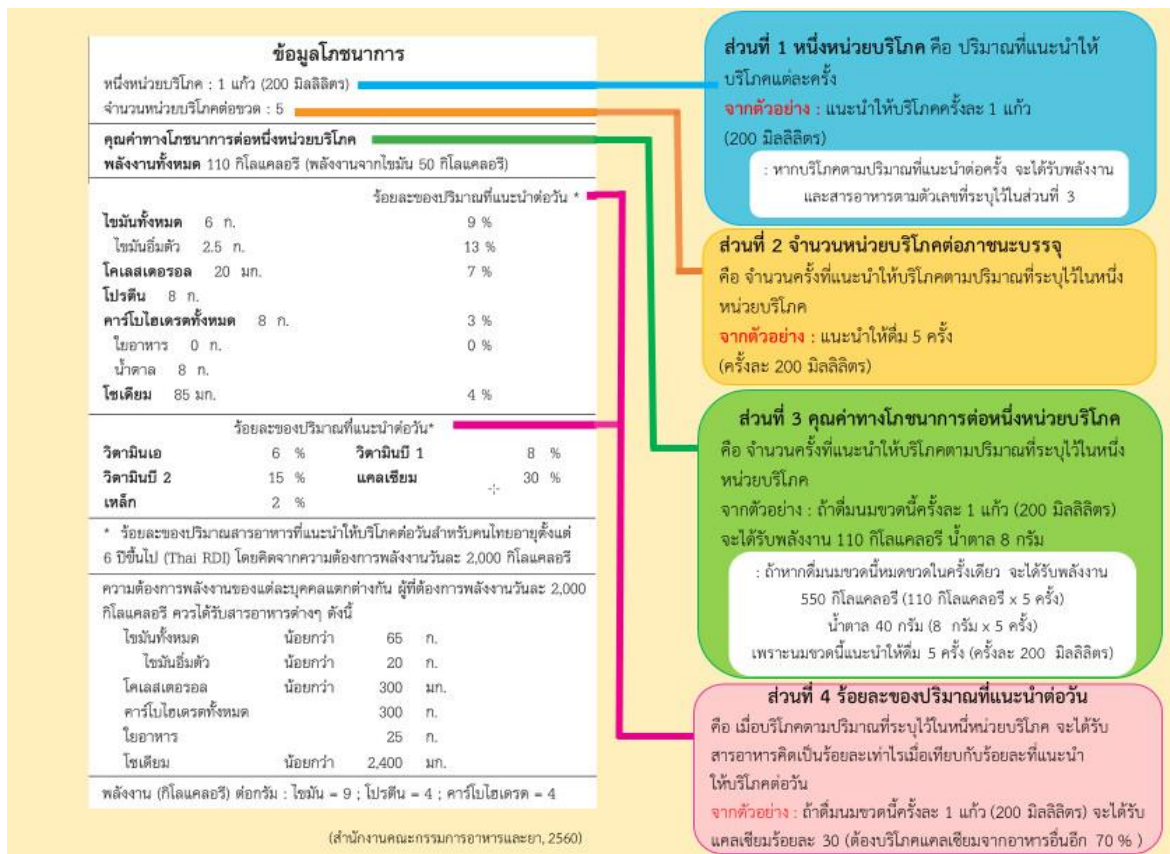 ข้อมูลโภชนาการ
หนึ่งหน่วยบริโภค : 1 แก้ว (200 มิลลิลิตร)
จำนวนหน่วยบริโภคต่อขวด : 5
คุณค่าทางโภชนาการต่อหนึ่งหน่วยบริโภค
พลังงานทั้งหมด 110 กิโลแคลอรี (พลังงานจากไขมัน 50 กิโลแคลอรี)
ร้อยละของปริมาณที่แนะนำต่อวัน *
ไขมันทั้งหมด 6 ก. 9 %
ไขมันอิ่มตัว 2.5 ก. 13 %
โคเลสเตอรอล 20 มก. 7 %
โปรตีน 8 ก.
คาร์โบไฮเดรตทั้งหมด 8 ก. 3 %
ใยอาหาร 0 ก. 0 %
น้ำตาล 8 ก.
โซเดียม 85 มก. 4 %
ร้อยละของปริมาณที่แนะนำต่อวัน*
วิตามินเอ 6 % วิตามินบี 1 8 %
วิตามินบี 2 15 % แคลเซียม 30 %
เหล็ก 2 %
* ร้อยละของปริมาณสารอาหารที่แนะนำให้บริโภคต่อวันสำหรับคนไทยอายุตั้งแต่
6 ปีขึ้นไป (Thai RDI) โดยคิดจากความต้องการพลังงานวันละ 2,000 กิโลแคลอรี
ความต้องการพลังงานของแต่ละบุคคลแตกต่างกัน ผู้ที่ต้องการพลังงานวันละ 2,000
กิโลแคลอรี ควรได้รับสารอาหารต่างๆ ดังนี้
ไขมันทั้งหมด น้อยกว่า 65 ก.
ไขมันอิ่มตัว น้อยกว่า 20 ก.
โคเลสเตอรอล น้อยกว่า 300 มก.
คาร์โบไฮเดรตทั้งหมด 300 ก.
ใยอาหาร 25 ก.
โซเดียม น้อยกว่า 2,400 มก.
พลังงาน (กิโลแคลอรี) ต่อกรัม : ไขมัน = 9 ; โปรตีน = 4 ; คาร์โบไฮเดรต = 4
(สำนักงานคณะกรรมการอาหารและยา, 2560)
ส่วนที่ 1 หนึ่งหน่วยบริโภค คือ ปริมาณที่แนะนำให้
บริโภคแต่ละครั้ง
จากตัวอย่าง : แนะนำให้บริโภคครั้งละ 1 แก้ว
(200 มิลลิลิตร)
: หากบริโภคตามปริมาณที่แนะนำต่อครั้ง จะได้รับพลังงาน
และสารอาหารตามตัวเลขที่ระบุไว้ในส่วนที่ 3
ส่วนที่ 2 จำนวนหน่วยบริโภคต่อภาชนะบรรจุ
คือ จำนวนครั้งที่แนะนำให้บริโภคตามปริมาณที่ระบุไว้ในหนึ่ง
หน่วยบริโภค
จากตัวอย่าง : แนะนำให้ดื่ม 5 ครั้ง
(ครั้งละ 200 มิลลิลิตร)
ส่วนที่ 3 คุณค่าทางโภชนาการต่อหนึ่งหน่วยบริโภค
คือ จำนวนครั้งที่แนะนำให้บริโภคตามปริมาณที่ระบุไว้ในหนึ่ง
หน่วยบริโภค
จากตัวอย่าง : ถ้าดื่มนมขวดนี้ครั้งละ 1 แก้ว (200 มิลลิลิตร)
จะได้รับพลังงาน 110 กิโลแคลอรี น้ำตาล 8 กรัม
: ถ้าหากดื่มนมขวดนี้หมดขวดในครั้งเดียว จะได้รับพลังงาน
550 กิโลแคลอรี (110 กิโลแคลอรี x 5 ครั้ง)
น้ำตาล 40 กรัม (8 กรัม x 5 ครั้ง)
เพราะนมขวดนี้แนะนำให้ดื่ม 5 ครั้ง (ครั้งละ 200 มิลลิลิตร)
ส่วนที่ 4 ร้อยละของปริมาณที่แนะนำต่อวัน
คือ เมื่อบริโภคตามปริมาณที่ระบุไว้ในหนึ่หน่วยบริโภค จะได้รับ
สารอาหารคิดเป็นร้อยละเท่าไรเมื่อเทียบกับร้อยละที่แนะนำ
ให้บริโภคต่อวัน
จากตัวอย่าง : ถ้าดื่มนมขวดนี้ครั้งละ 1 แก้ว (200 มิลลิลิตร) จะได้รับ
แคลเซียมร้อยละ 30 (ต้องบริโภคแคลเซียมจากอาหารอื่นอีก 70 % )